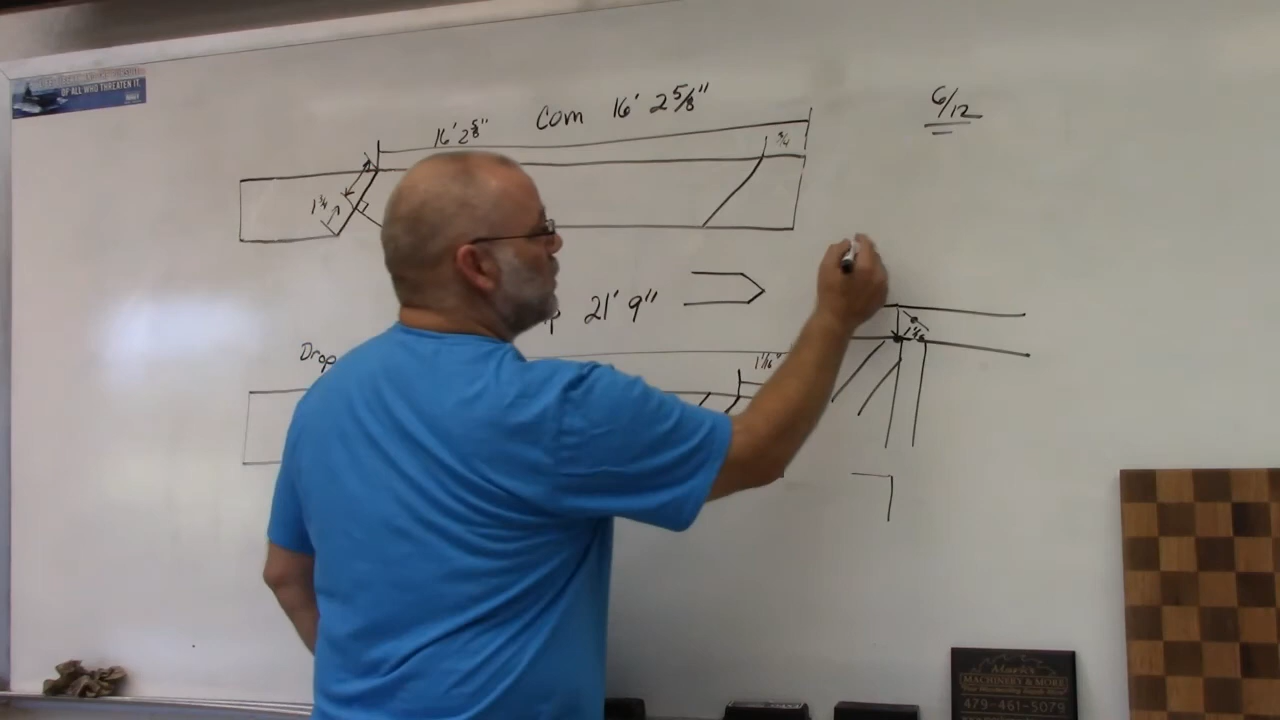 OF ALL WHO THREATEN IT.
Com 16' 2 5/8"
6/12
16' 2 5/8"
3/4
1 3/4
21' 9"
Drop
1 1/16"
Mark's
MACHINERY & MORE
479-461-5079